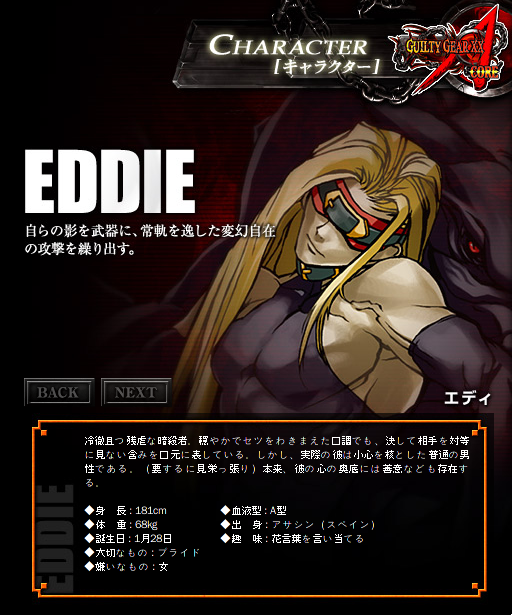 CHARACTER
[キャラクター]
GUILTY GEAR XX
ΛCORE
EDDIE
自らの影を武器に、常軌を逸した変幻自在
の攻撃を繰り出す。
BACK
NEXT
エディ
冷徹且つ残虐な暗殺者。穏やかでセツをわきまえた口調でも、決して相手を対等
に見ない含みを口元に表している。しかし、実際の彼は小心を核とした普通の男
性である。（要するに見栄っ張り）本来、彼の心の奥底には善意なども存在す
る。
◆身　長：181cm
◆血液型：A型
◆体　重：68kg
◆出　身：アサシン（スペイン）
◆誕生日：1月28日
◆趣　味：花言葉を言い当てる
◆大切なもの：プライド
◆嫌いなもの：女
EDDIE